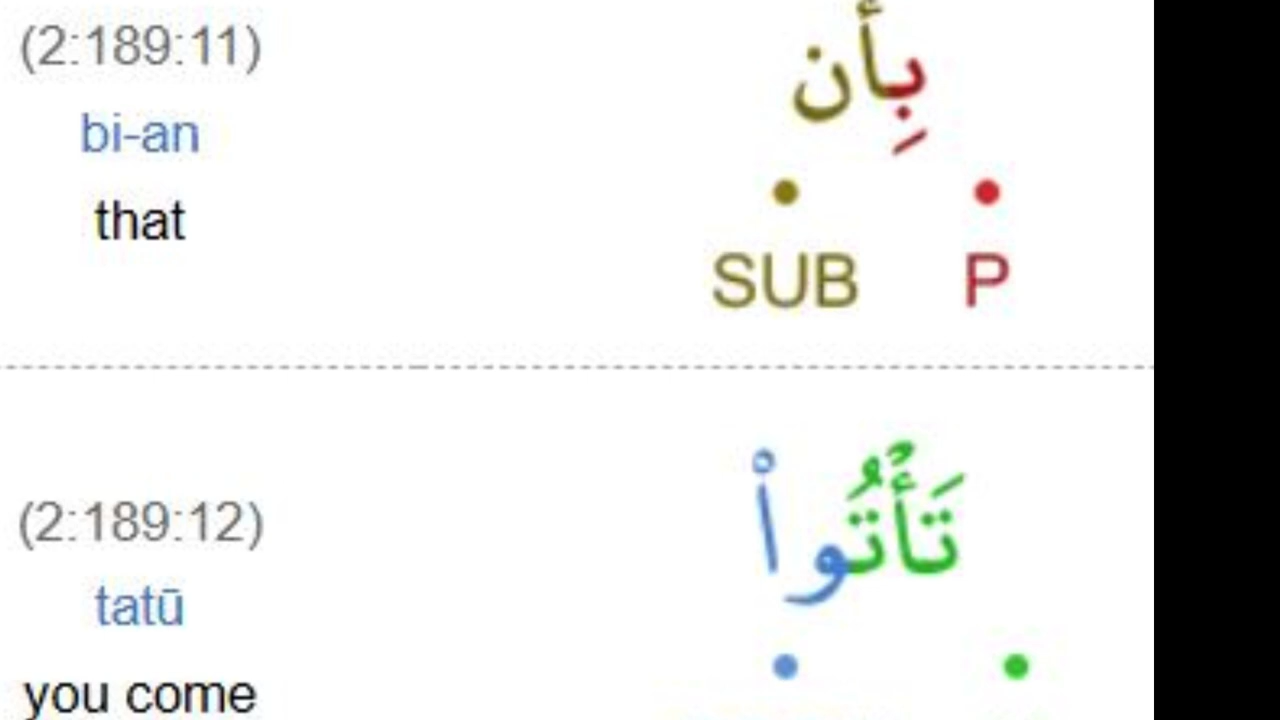 (2:189:11)
bi-an
that
بِأَن
SUB P
(2:189:12)
tatū
you come
تَأْتُوا۟